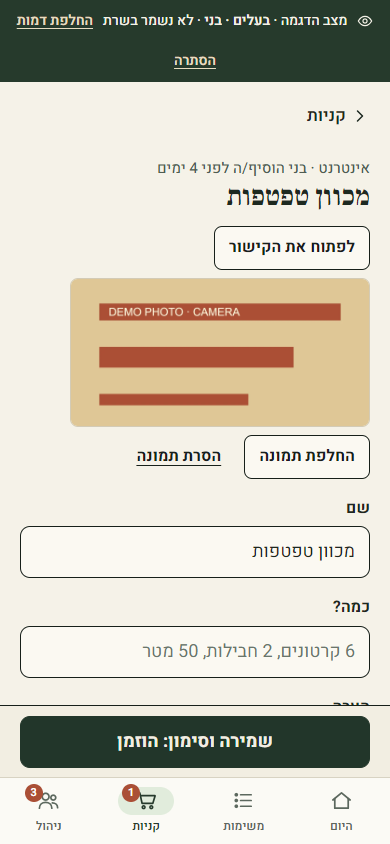 מצב הדגמה · בעלים · בני · לא נשמר בשרת החלפת דמות
הסתרה
קניות
אינטרנט · בני הוסיף/ה לפני 4 ימים
מכוון טפטפות
לפתוח את הקישור
DEMO PHOTO · CAMERA
החלפת תמונה
הסרת תמונה
שם
מכוון טפטפות
כמה?
6 קרטונים, 2 חבילות, 50 מטר
שמירה וסימון: הוזמן
היום
משימות
1
קניות
3
ניהול